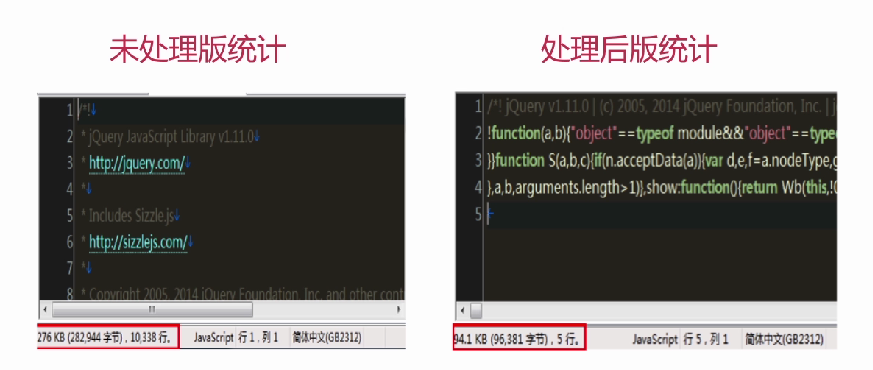 未处理版统计
处理后版统计
1 /*!
2 * jQuery JavaScript Library v1.11.0
3 * http://jquery.com/
4 *
5 * Includes Sizzle.js
6 * http://sizzlejs.com/
7 *
8 * Copyright 2005, 2014 jQuery Foundation, Inc. and other cont
276 KB (282,944 字节), 10,338 行。 JavaScript 行 1 , 列 1 简体中文(GB2312)
1 /*! jQuery v1.11.0 | (c) 2005, 2014 jQuery Foundation, Inc. | j
2 !function(a,b){"object"==typeof module&&"object"==type
3 }}function S(a,b,c){if(n.acceptData(a)){var d,e,f=a.nodeType,g
4 },a,b,arguments.length>1)},show:function(){return Wb(this,!0
5
94.1 KB (96,381 字节) , 5 行。 JavaScript 行 5 , 列 1 简体中文(GB2312)